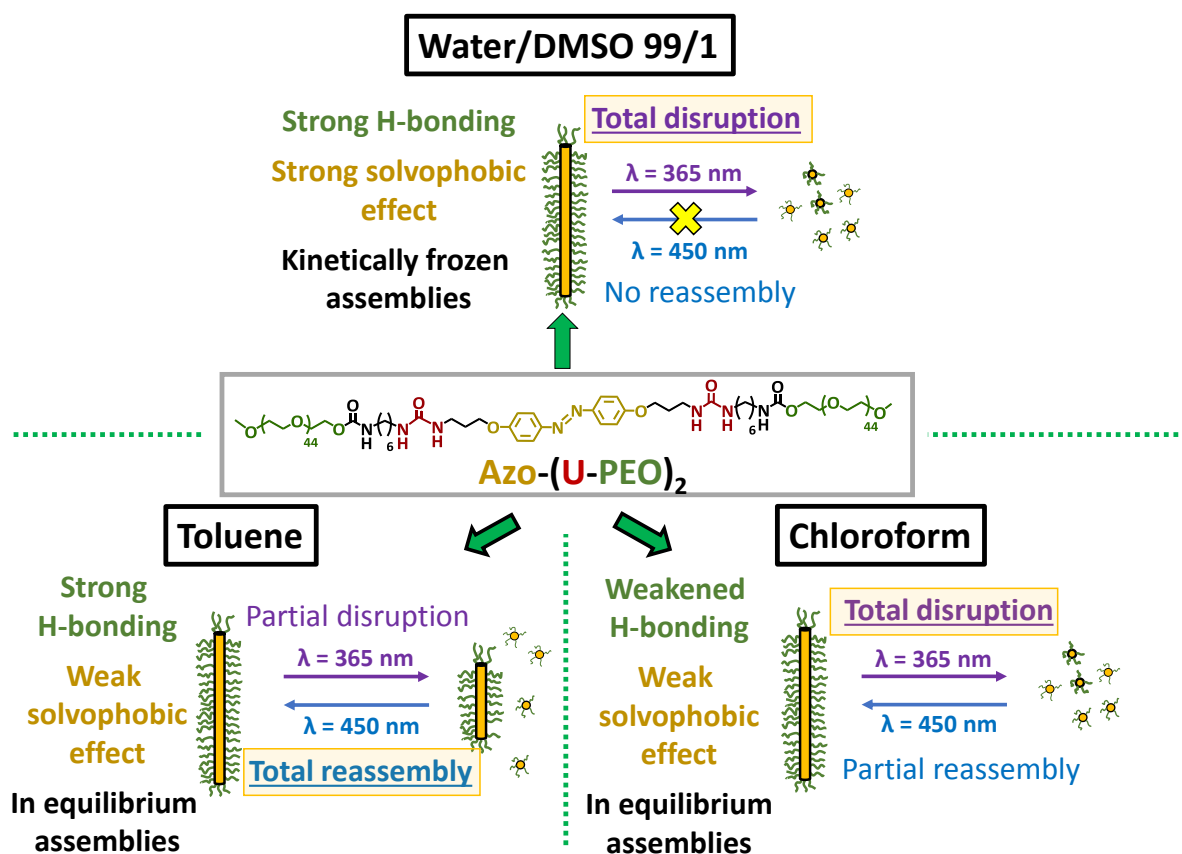 Water/DMSO 99/1
Strong H-bonding
Strong solvophobic
effect
Kinetically frozen
assemblies
Total disruption
λ = 365 nm
λ = 450 nm
No reassembly
O
44
O
O
N
H
6
N
H
O
N
H
O
N
N
O
N
H
O
N
H
6
N
H
O
O
O
44
Azo-(U-PEO)₂
Toluene
Strong
H-bonding
Weak
solvophobic
effect
In equilibrium
assemblies
Partial disruption
λ = 365 nm
λ = 450 nm
Total reassembly
Chloroform
Weakened
H-bonding
Weak
solvophobic
effect
In equilibrium
assemblies
Total disruption
λ = 365 nm
λ = 450 nm
Partial reassembly